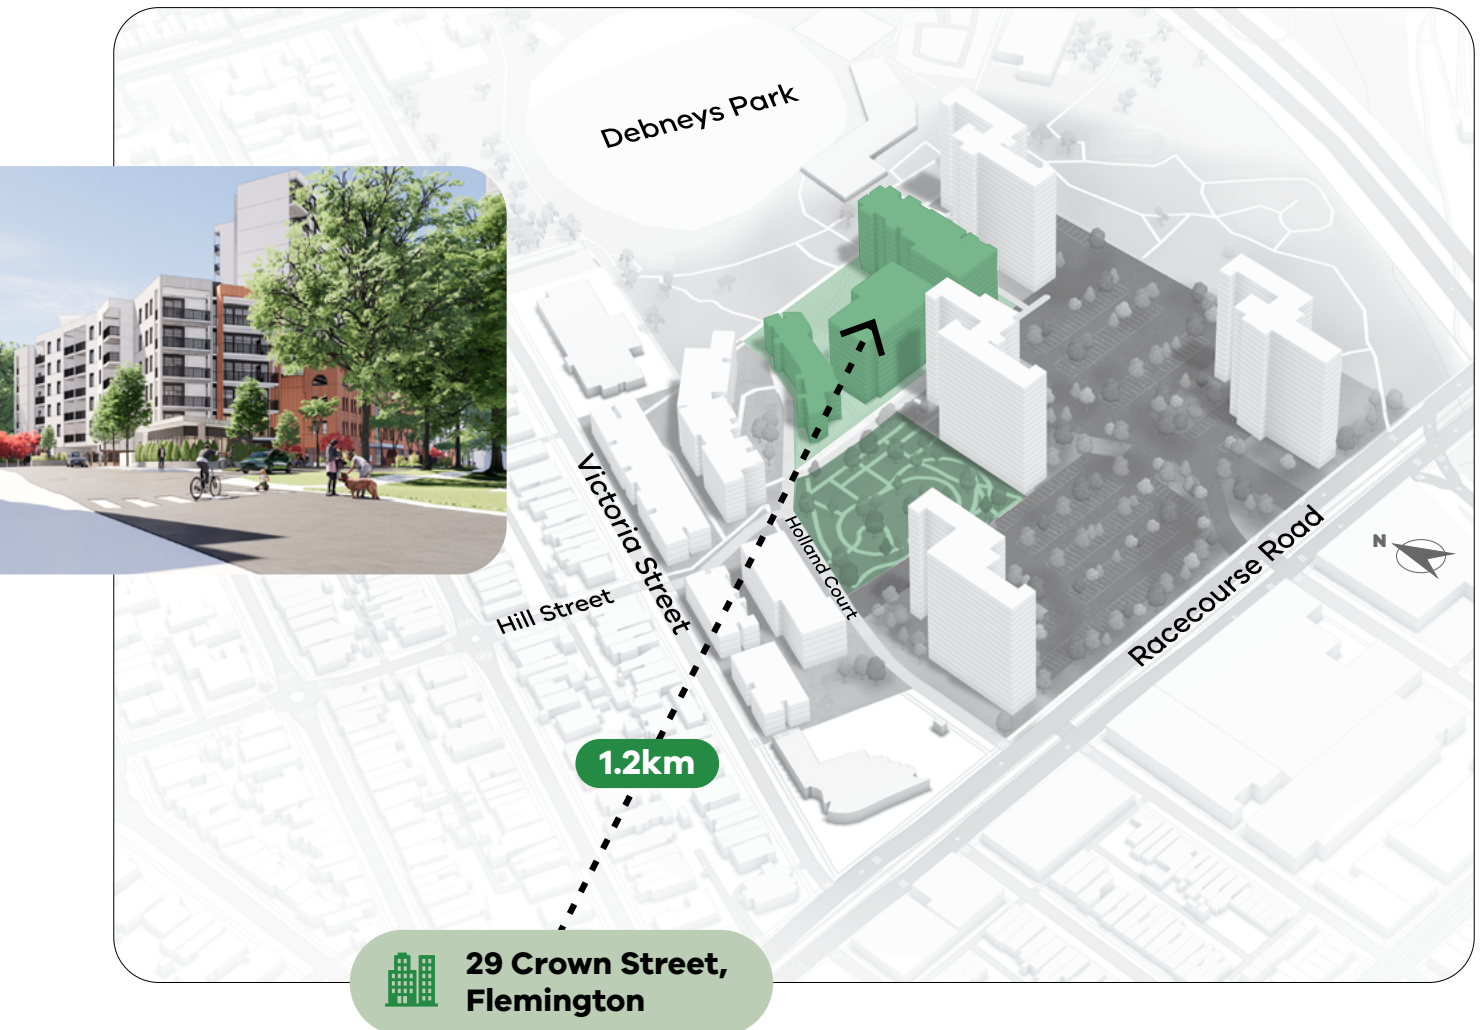 Debneys Park
Victoria Street
Holland Court
Hill Street
Racecourse Road
N
1.2km
29 Crown Street,
Flemington